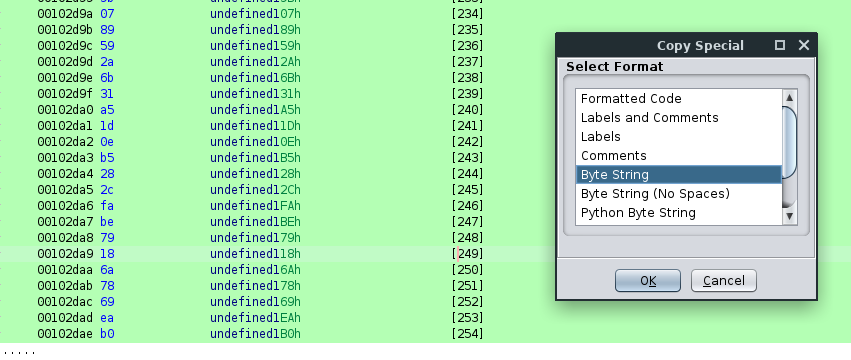 00102d9a 07 undefined107h [234]
00102d9b 89 undefined189h [235]
00102d9c 59 undefined159h [236]
00102d9d 2a undefined12Ah [237]
00102d9e 6b undefined16Bh [238]
00102d9f 31 undefined131h [239]
00102da0 a5 undefined1A5h [240]
00102da1 1d undefined11Dh [241]
00102da2 0e undefined10Eh [242]
00102da3 b5 undefined1B5h [243]
00102da4 28 undefined128h [244]
00102da5 2c undefined12Ch [245]
00102da6 fa undefined1FAh [246]
00102da7 be undefined1BEh [247]
00102da8 79 undefined179h [248]
00102da9 18 undefined118h [249]
00102daa 6a undefined16Ah [250]
00102dab 78 undefined178h [251]
00102dac 69 undefined169h [252]
00102dad ea undefined1EAh [253]
00102dae b0 undefined1B0h [254]
Copy Special
Select Format
Formatted Code
Labels and Comments
Labels
Comments
Byte String
Byte String (No Spaces)
Python Byte String
OK Cancel